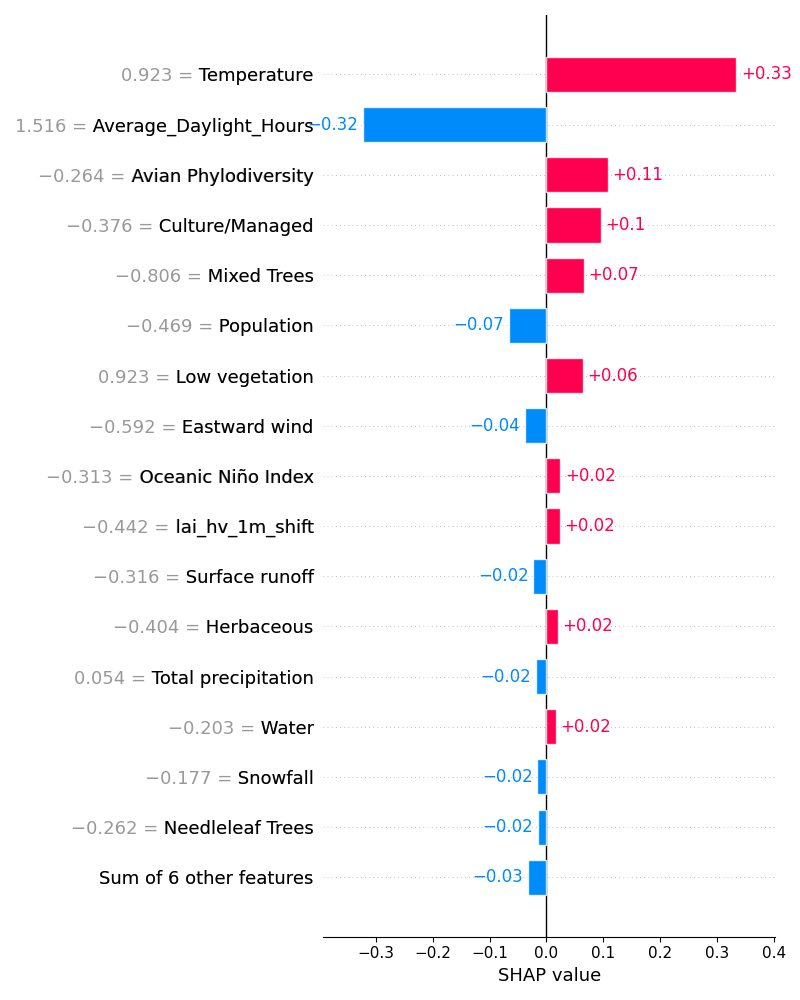 0.923 = Temperature +0.33
1.516 = Average_Daylight_Hours −0.32
−0.264 = Avian Phylodiversity +0.11
−0.376 = Culture/Managed +0.1
−0.806 = Mixed Trees +0.07
−0.469 = Population −0.07
0.923 = Low vegetation +0.06
−0.592 = Eastward wind −0.04
−0.313 = Oceanic Niño Index +0.02
−0.442 = lai_hv_1m_shift +0.02
−0.316 = Surface runoff −0.02
−0.404 = Herbaceous +0.02
0.054 = Total precipitation −0.02
−0.203 = Water +0.02
−0.177 = Snowfall −0.02
−0.262 = Needleleaf Trees −0.02
Sum of 6 other features −0.03
−0.3 −0.2 −0.1 0.0 0.1 0.2 0.3 0.4
SHAP value